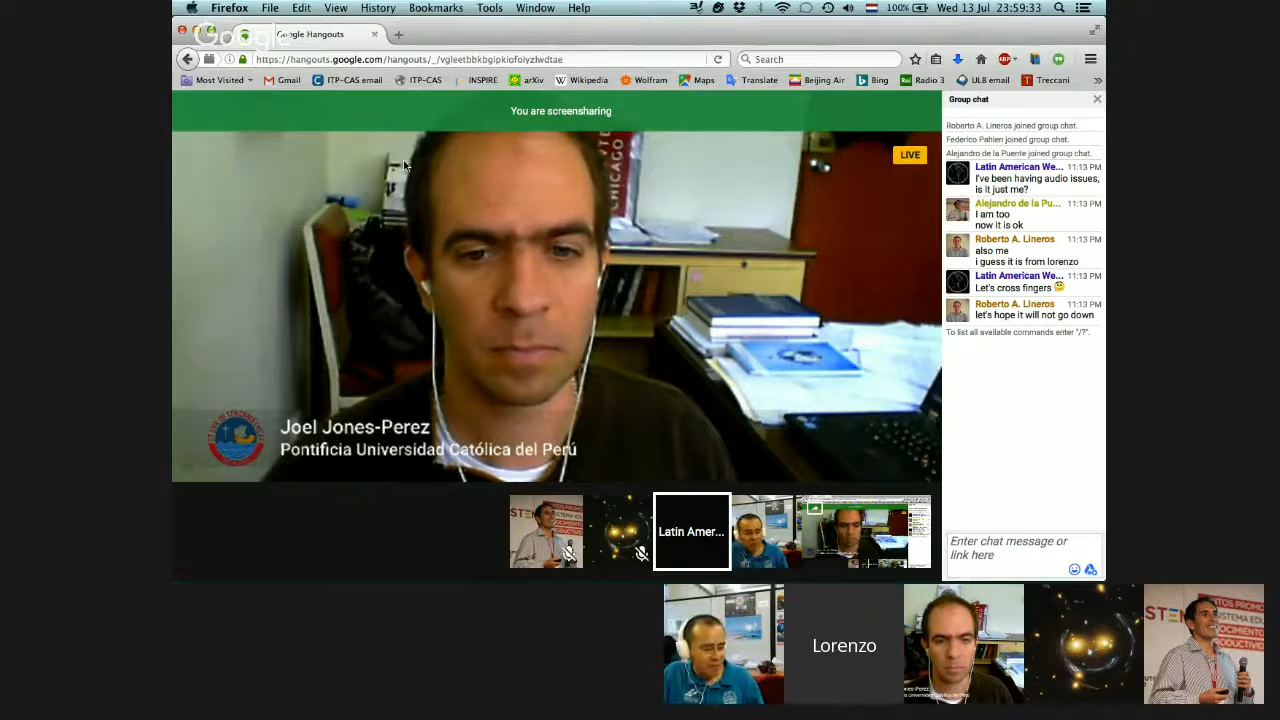 Firefox File Edit View History Bookmarks Tools Window Help
100% Wed 13 Jul 23:59:33
Google
Google Hangouts
https://hangouts.google.com/hangouts/_/vgleetbbkbgipkiofoiyzlwdtae
Search
Most Visited Gmail ITP-CAS email ITP-CAS INSPIRE arXiv Wikipedia Wolfram Maps Translate Beijing Air Bing Radio 3 ULB email Treccani
You are screensharing
LIVE
CHICAGO
Joel Jones-Perez
Pontificia Universidad Católica del Perú
Group chat
Roberto A. Lineros joined group chat.
Federico Pahlen joined group chat.
Alejandro de la Puente joined group chat.
Latin American We... 11:13 PM
I've been having audio issues,
is it just me?
Alejandro de la Pu... 11:13 PM
I am too
now it is ok
Roberto A. Lineros 11:13 PM
also me
i guess it is from lorenzo
Latin American We... 11:13 PM
Let's cross fingers
Roberto A. Lineros 11:13 PM
let's hope it will not go down
To list all available commands enter "/?".
Enter chat message or
link here
Latin Amer...
Lorenzo